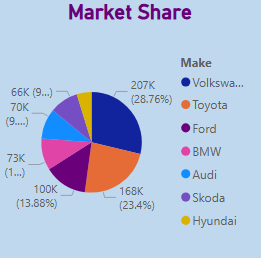 Market Share
66K (9...)
70K
(9....)
73K
(1...)
100K
(13.88%)
168K
(23.4%)
207K
(28.76%)
Make
Volkswa...
Toyota
Ford
BMW
Audi
Skoda
Hyundai